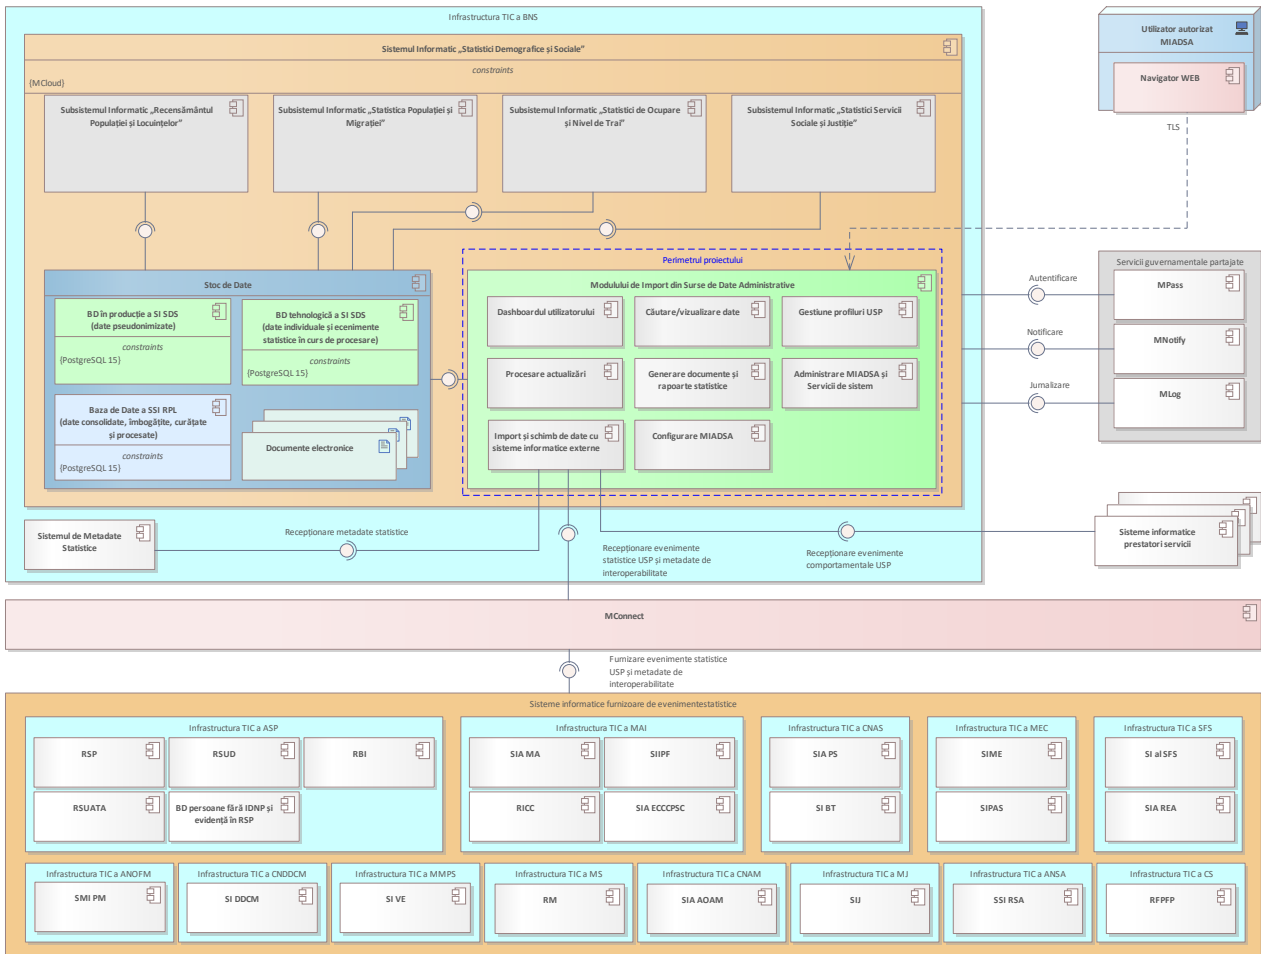 Infrastructura TIC a BNS
Sistemul Informatic „Statistici Demografice și Sociale”
constraints
{MCloud}
Subsistemul Informatic „Recensământul
Populației și Locuințelor”
Subsistemul Informatic „Statistica Populației și
Migrației”
Subsistemul Informatic „Statistici de Ocupare
și Nivel de Trai”
Subsistemul Informatic „Statistici Servicii
Sociale și Justiție”
Utilizator autorizat
MIADSA
Navigator WEB
TLS
Perimetrul proiectului
Stoc de Date
BD în producție a SI SDS
(date pseudonimizate)
constraints
{PostgreSQL 15}
BD tehnologică a SI SDS
(date individuale și ecenimente
statistice în curs de procesare)
constraints
{PostgreSQL 15}
Baza de Date a SSI RPL
(date consolidate, îmbogățite, curățate
și procesate)
constraints
{PostgreSQL 15}
Documente electronice
Modulului de Import din Surse de Date Administrative
Dashboardul utilizatorului
Căutare/vizualizare date
Gestiune profiluri USP
Procesare actualizări
Generare documente și
rapoarte statistice
Administrare MIADSA și
Servicii de sistem
Import și schimb de date cu
sisteme informatice externe
Configurare MIADSA
Autentificare
Notificare
Jurnalizare
Servicii guvernamentale partajate
MPass
MNotify
MLog
Sistemul de Metadate
Statistice
Recepționare metadate statistice
Recepționare evenimente
statistice USP și metadate de
interoperabilitate
Recepționare evenimente
comportamentale USP
Sisteme informatice
prestatori servicii
MConnect
Furnizare evenimente statistice
USP și metadate de
interoperabilitate
Sisteme informatice furnizoare de evenimentestatistice
Infrastructura TIC a ASP
RSP
RSUD
RBI
RSUATA
BD persoane fără IDNP și
evidență în RSP
Infrastructura TIC a MAI
SIA MA
SIIPF
RICC
SIA ECCCPSC
Infrastructura TIC a CNAS
SIA PS
SI BT
Infrastructura TIC a MEC
SIME
SIPAS
Infrastructura TIC a SFS
SI al SFS
SIA REA
Infrastructura TIC a ANOFM
SMI PM
Infrastructura TIC a CNDDCM
SI DDCM
Infrastructura TIC a MMPS
SI VE
Infrastructura TIC a MS
RM
Infrastructura TIC a CNAM
SIA AOAM
Infrastructura TIC a MJ
SIJ
Infrastructura TIC a ANSA
SSI RSA
Infrastructura TIC a CS
RFPFP